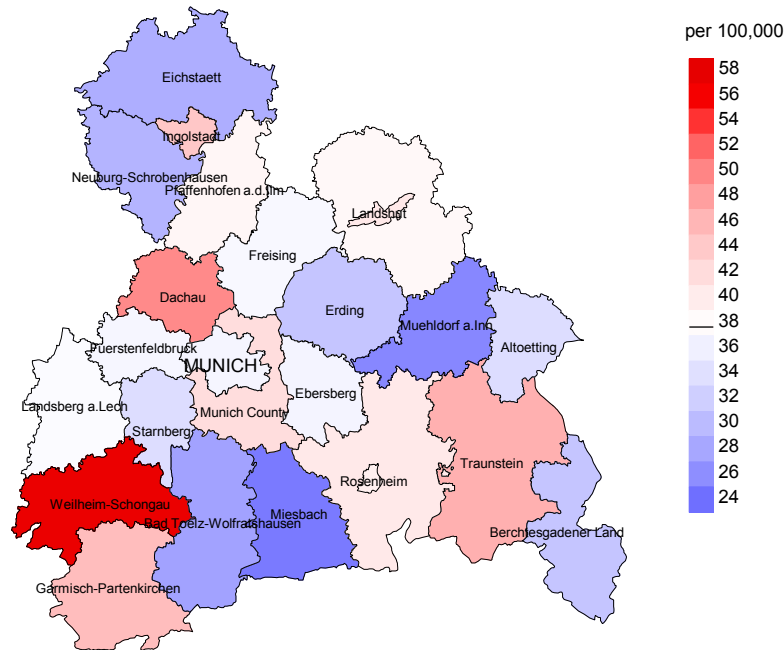 per 100,000
58
56
54
52
50
48
46
44
42
40
38
36
34
32
30
28
26
24
Eichstaett
Ingolstadt
Neuburg-Schrobenhausen
Pfaffenhofen a.d.Ilm
Landshut
Freising
Dachau
Erding
Muehldorf a.Inn
Altoetting
Fuerstenfeldbruck
MUNICH
Ebersberg
Landsberg a.Lech
Munich County
Starnberg
Traunstein
Rosenheim
Weilheim-Schongau
Bad Toelz-Wolfratshausen
Miesbach
Berchtesgadener Land
Garmisch-Partenkirchen